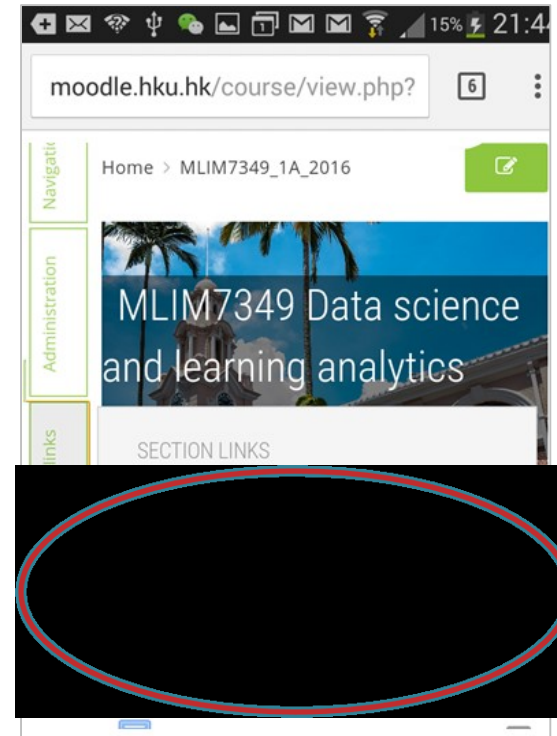 15% 21:4
moodle.hku.hk/course/view.php? 6
Navigatio
Home > MLIM7349_1A_2016
Administration
MLIM7349 Data science
and learning analytics
links
SECTION LINKS